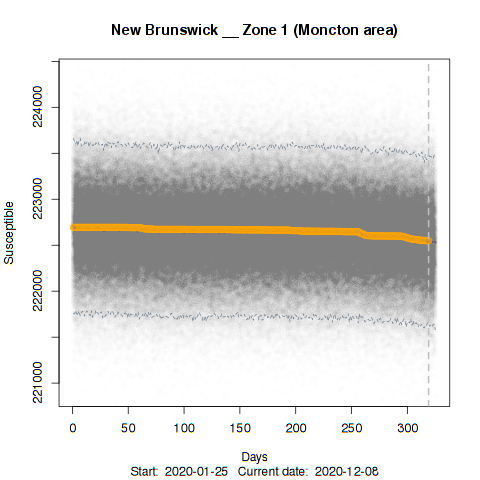 New Brunswick __ Zone 1 (Moncton area)
224000
223000
222000
221000
Susceptible
0 50 100 150 200 250 300
Days
Start: 2020-01-25 Current date: 2020-12-08